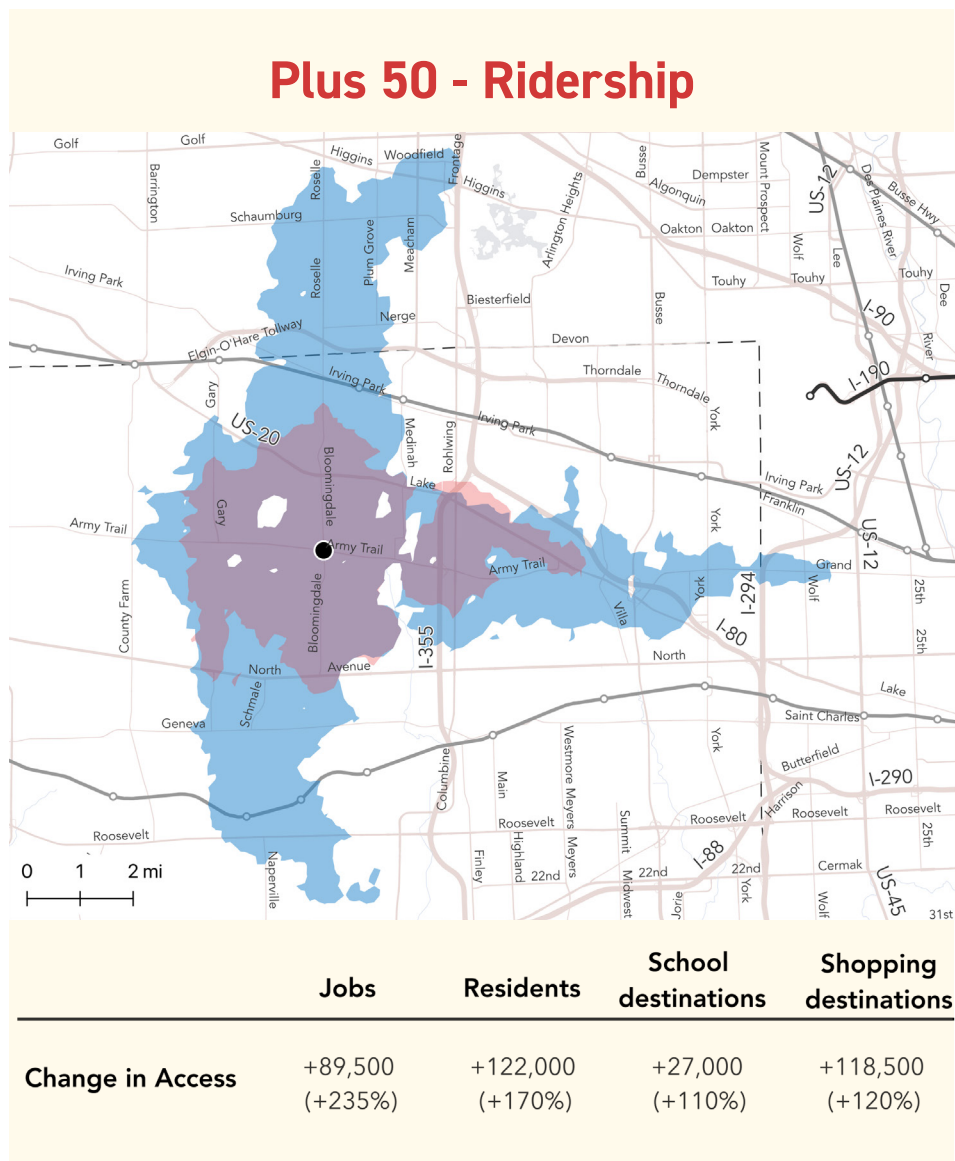 Plus 50 - Ridership
Golf
Golf
Higgins
Woodfield
Frontage
Higgins
Barrington
Roselle
Schaumburg
Plum Grove
Meacham
Roselle
Arlington Heights
Busse
Algonquin
Dempster
Mount Prospect
US-12
Des Plaines River
Busse Hwy
Oakton
Oakton
Wolf
Lee
Touhy
Touhy
Touhy
Dee
Irving Park
Biesterfield
Busse
I-90
Nerge
Elgin-O'Hare Tollway
Devon
River
Thorndale
Thorndale
I-190
Irving Park
Gary
US-20
Irving Park
York
Medinah
Rohlwing
Bloomingdale
Lake
US-12
Irving Park
Franklin
Army Trail
Gary
Army Trail
York
US-12
Army Trail
Grand
County Farm
Bloomingdale
Villa
York
I-294
Wolf
25th
I-355
I-80
25th
North
Avenue
North
Schmale
Lake
Geneva
Saint Charles
York
Westmore Meyers
Butterfield
Columbine
Main
I-290
Harrison
Roosevelt
Roosevelt
Roosevelt
Roosevelt
Roosevelt
Summit
Highland
Meyers
25th
I-88
Naperville
Finley
22nd
22nd
22nd
Cermak
Midwest
Jorie
York
Wolf
US-45
31st
0 1 2 mi
Jobs Residents School destinations Shopping destinations
Change in Access +89,500 +122,000 +27,000 +118,500
(+235%) (+170%) (+110%) (+120%)